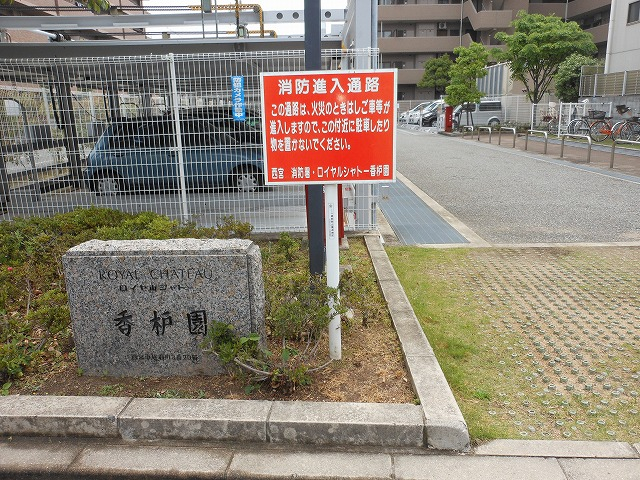 消防進入通路
この通路は、火災のときはしご車等が
進入しますので、この付近に駐車したり
物を置かないでください。
西宮 消防署・ロイヤルシャトー香枦園
ROYAL CHATEAU
ロイヤルシャトー
香枦園